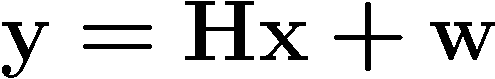 y = Hx + w